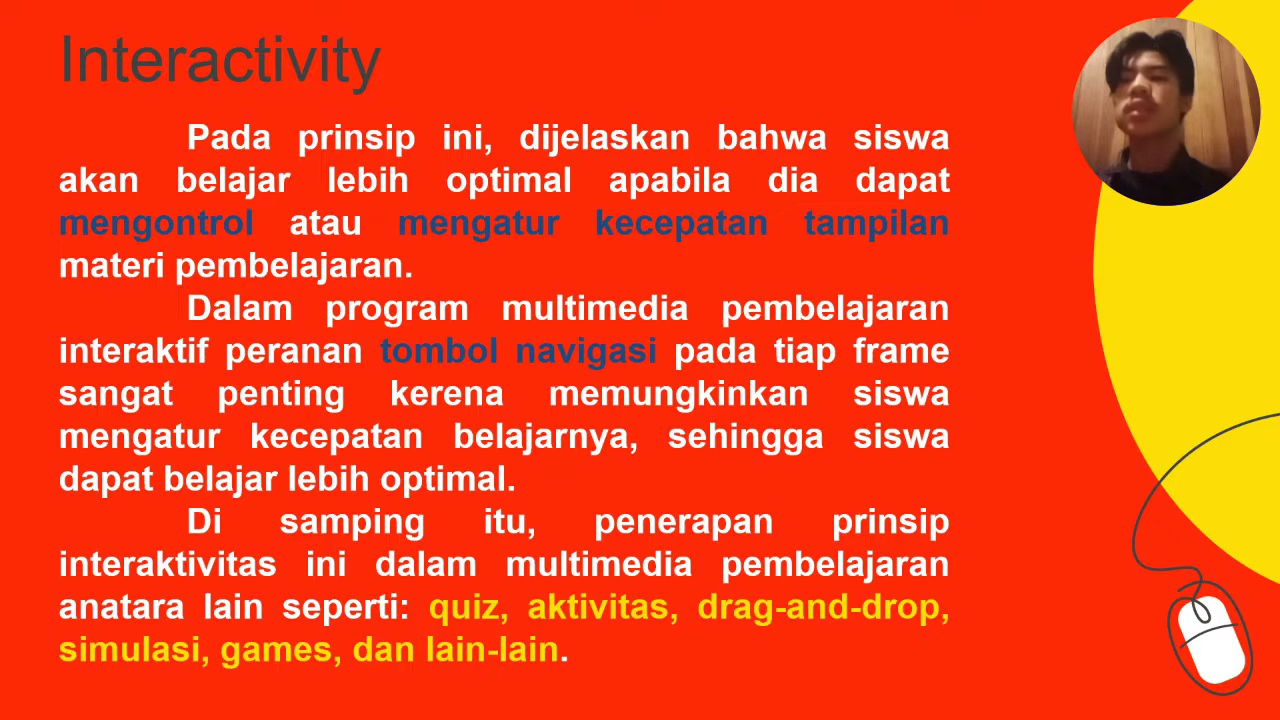 Interactivity
Pada prinsip ini, dijelaskan bahwa siswa
akan belajar lebih optimal apabila dia dapat
mengontrol atau mengatur kecepatan tampilan
materi pembelajaran.
Dalam program multimedia pembelajaran
interaktif peranan tombol navigasi pada tiap frame
sangat penting kerena memungkinkan siswa
mengatur kecepatan belajarnya, sehingga siswa
dapat belajar lebih optimal.
Di samping itu, penerapan prinsip
interaktivitas ini dalam multimedia pembelajaran
anatara lain seperti: quiz, aktivitas, drag-and-drop,
simulasi, games, dan lain-lain.